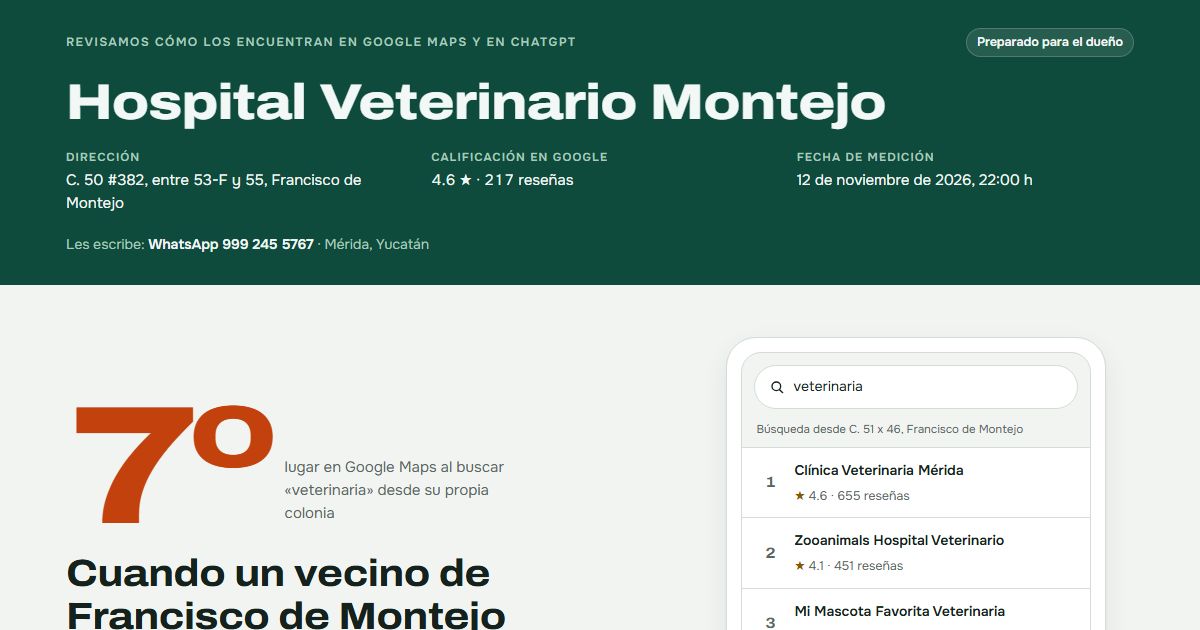 REVISAMOS CÓMO LOS ENCUENTRAN EN GOOGLE MAPS Y EN CHATGPT
Preparado para el dueño
Hospital Veterinario Montejo
DIRECCIÓN
C. 50 #382, entre 53-F y 55, Francisco de
Montejo
CALIFICACIÓN EN GOOGLE
4.6 ★ · 217 reseñas
FECHA DE MEDICIÓN
12 de noviembre de 2026, 22:00 h
Les escribe: WhatsApp 999 245 5767 · Mérida, Yucatán
7º
lugar en Google Maps al buscar
«veterinaria» desde su propia
colonia
Cuando un vecino de
Francisco de Montejo
veterinaria
Búsqueda desde C. 51 x 46, Francisco de Montejo
1
Clínica Veterinaria Mérida
★ 4.6 · 655 reseñas
2
Zooanimals Hospital Veterinario
★ 4.1 · 451 reseñas
3
Mi Mascota Favorita Veterinaria